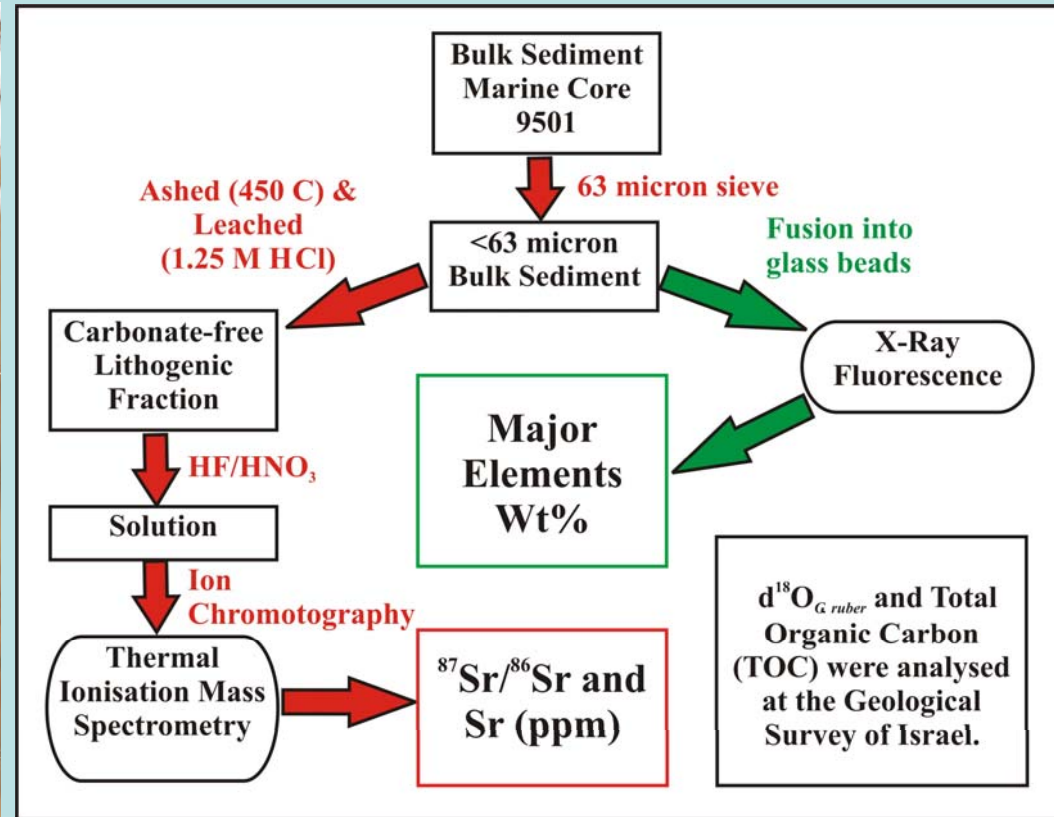 Bulk Sediment
Marine Core
9501
63 micron sieve
Ashed (450 C) &
Leached
(1.25 M HCl)
<63 micron
Bulk Sediment
Fusion into
glass beads
Carbonate-free
Lithogenic
Fraction
X-Ray
Fluorescence
Major
Elements
Wt%
HF/HNO₃
Solution
Ion
Chromotography
Thermal
Ionisation Mass
Spectrometry
⁸⁷Sr/⁸⁶Sr and
Sr (ppm)
d¹⁸O G. ruber and Total
Organic Carbon
(TOC) were analysed
at the Geological
Survey of Israel.